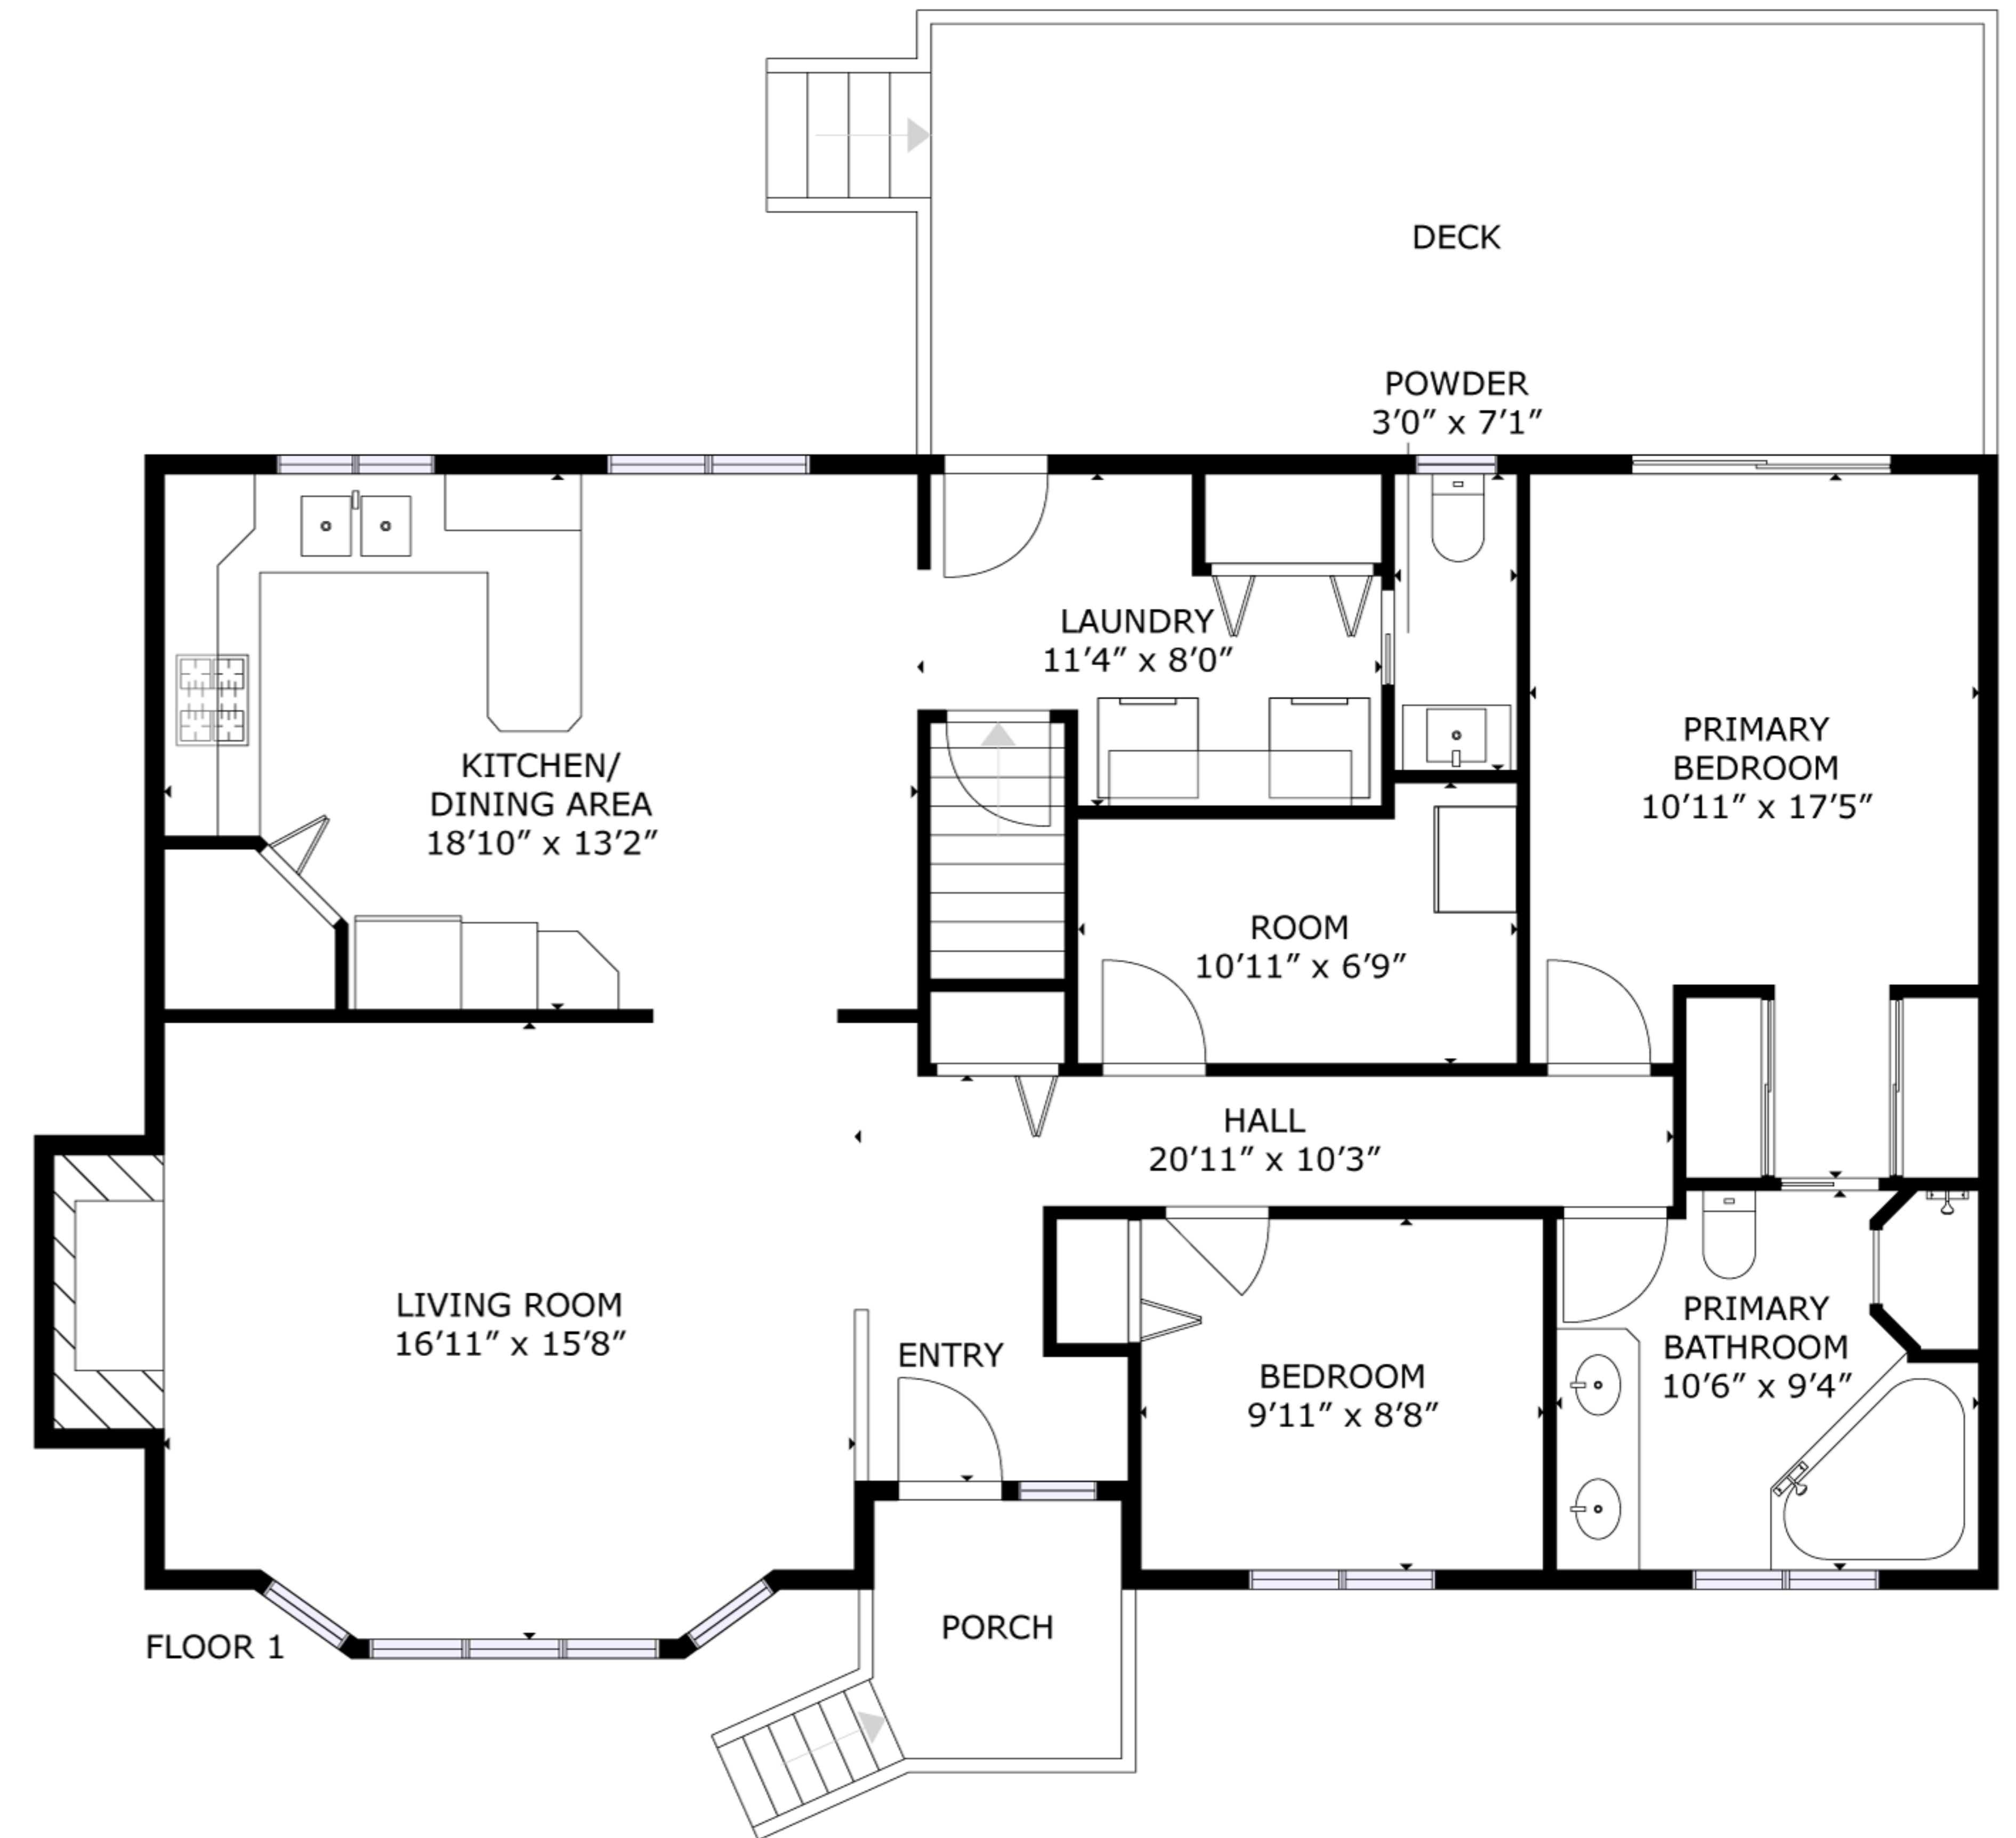 DECK
POWDER
3’0” x 7’1”
LAUNDRY
11’4” x 8’0”
KITCHEN/
DINING AREA
18’10” x 13’2”
PRIMARY
BEDROOM
10’11” x 17’5”
ROOM
10’11” x 6’9”
HALL
20’11” x 10’3”
LIVING ROOM
16’11” x 15’8”
ENTRY
BEDROOM
9’11” x 8’8”
PRIMARY
BATHROOM
10’6” x 9’4”
PORCH
FLOOR 1